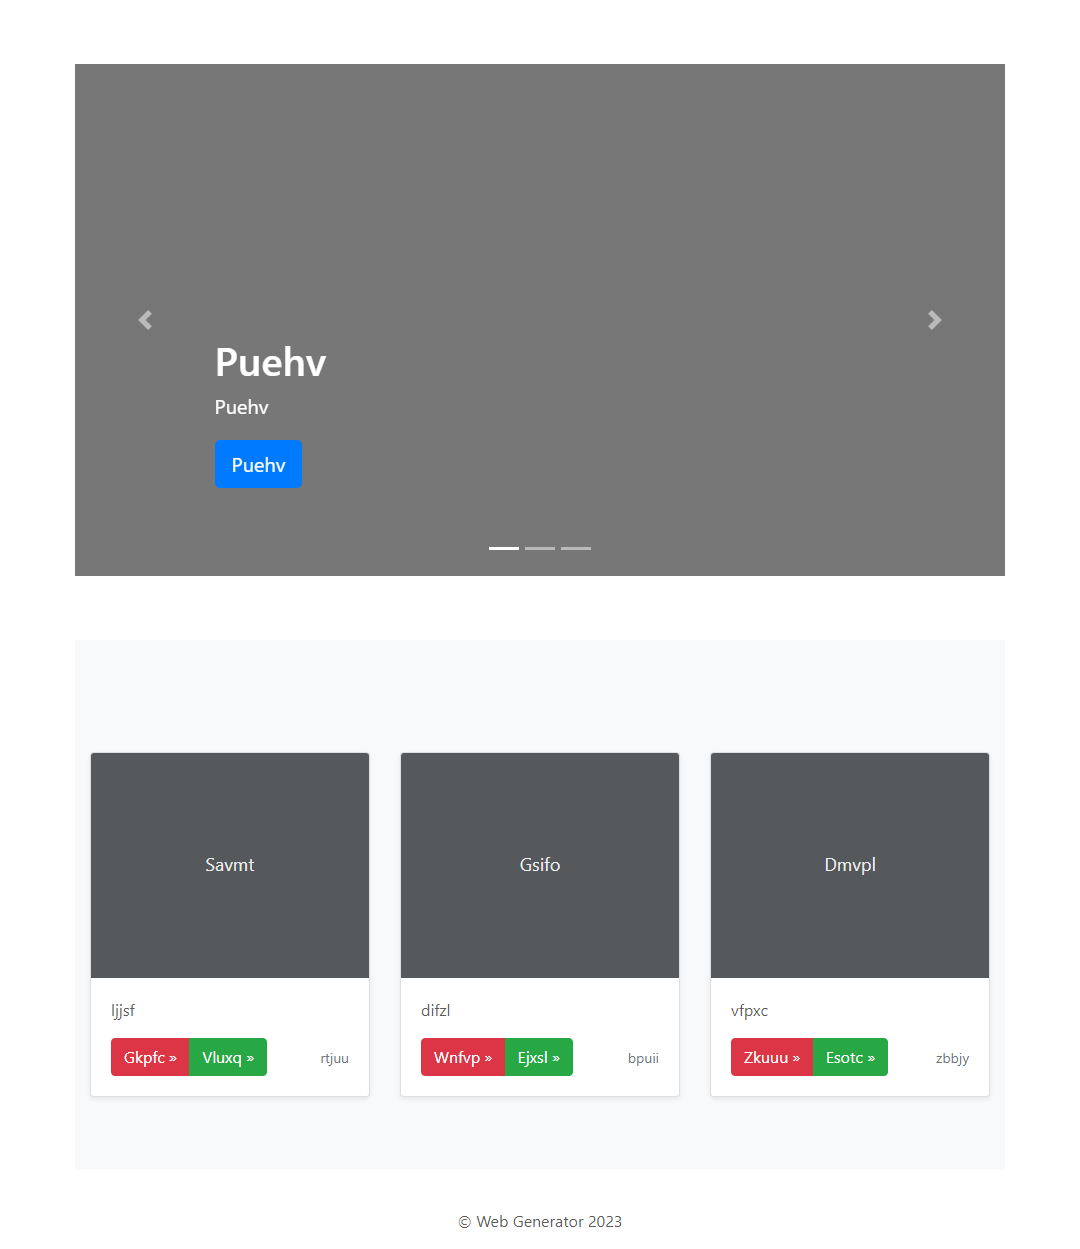 Puehv
Puehv
Puehv
Savmt
Gsifo
Dmvpl
ljjsf
difzl
vfpxc
Gkpfc » Vluxq » rtjuu
Wnfvp » Ejxsl » bpuii
Zkuuu » Esotc » zbbjy
© Web Generator 2023